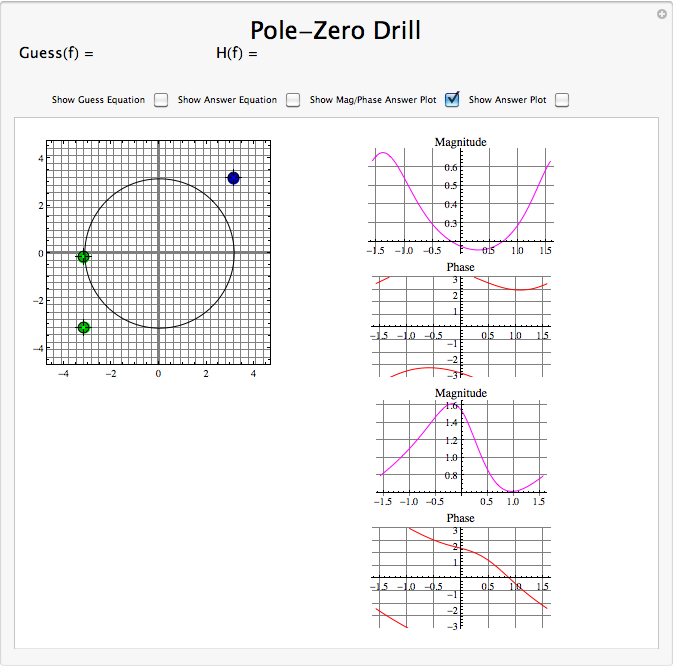 Pole–Zero Drill
Guess(f) = H(f) =
Show Guess Equation Show Answer Equation Show Mag/Phase Answer Plot Show Answer Plot
4
2
0
−2
−4
−4 −2 0 2 4
Magnitude
0.6
0.5
0.4
0.3
−1.5 −1.0 −0.5 0.5 1.0 1.5
Phase
3
2
1
−1.5 −1.0 −0.5 0.5 1.0 1.5
−1
−2
−3
Magnitude
1.6
1.4
1.2
1.0
0.8
−1.5 −1.0 −0.5 0.5 1.0 1.5
Phase
3
2
1
−1.5 −1.0 −0.5 0.5 1.0 1.5
−1
−2
−3